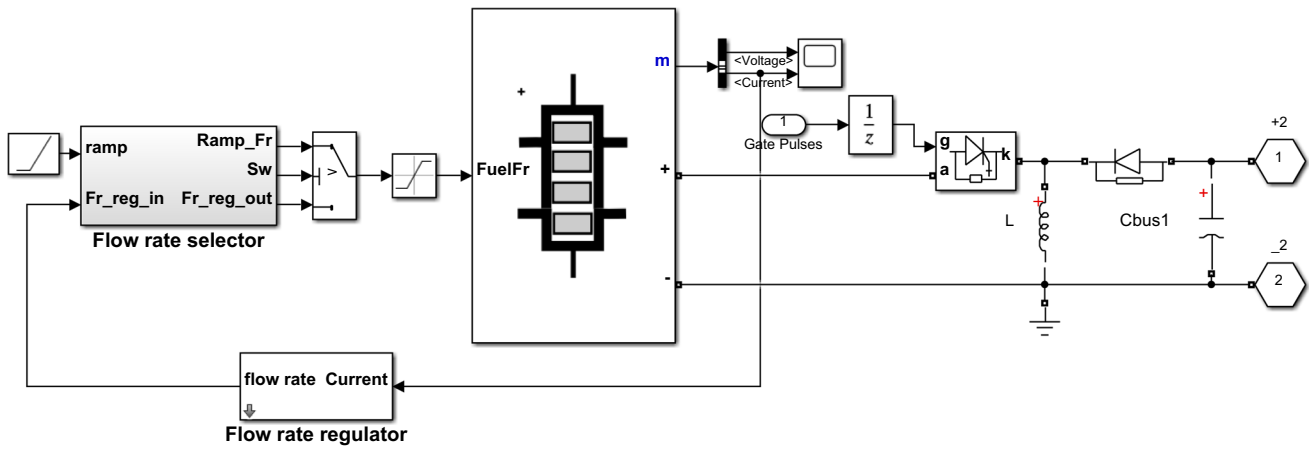 ramp
Fr_reg_in
Ramp_Fr
Sw
Fr_reg_out
Flow rate selector
>
FuelFr
+
m
+
-
<Voltage>
<Current>
1
Gate Pulses
1
z
g
a
k
+
L
Cbus1
+
+2
1
_2
2
flow rate Current
Flow rate regulator